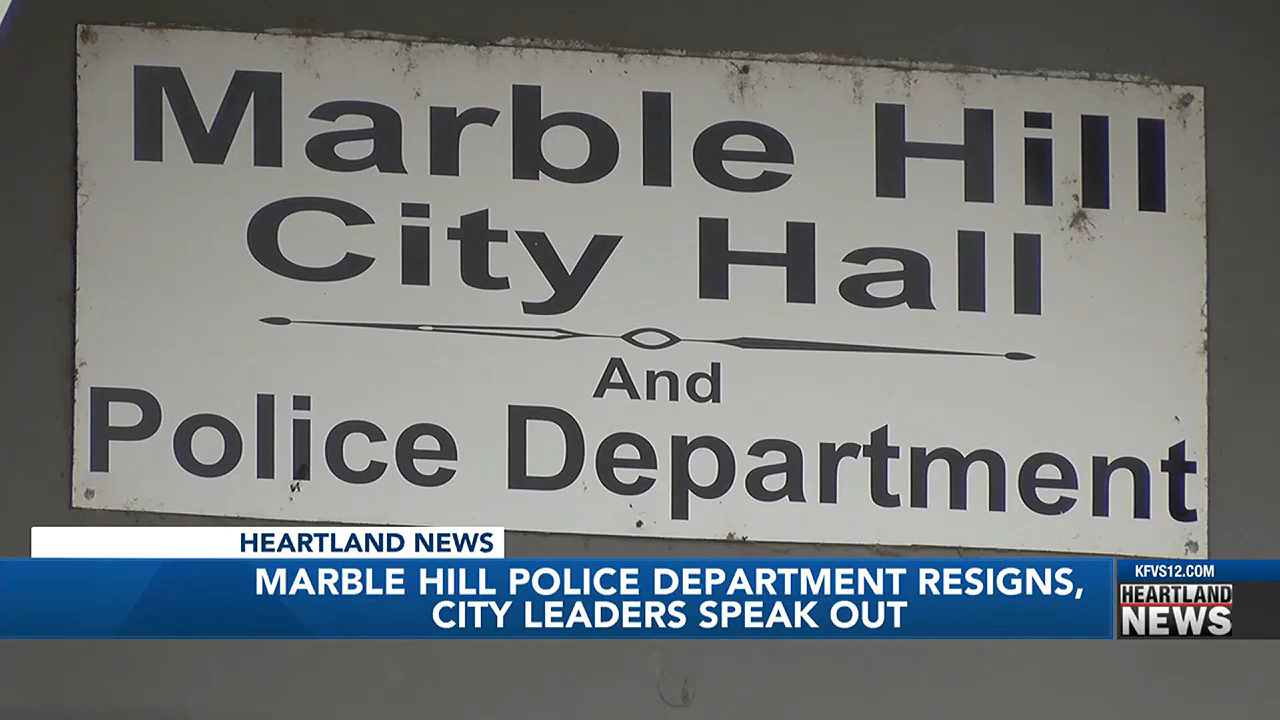 Marble Hill
City Hall
And
Police Department
HEARTLAND NEWS
MARBLE HILL POLICE DEPARTMENT RESIGNS,
CITY LEADERS SPEAK OUT
KFVS12.COM
HEARTLAND
NEWS